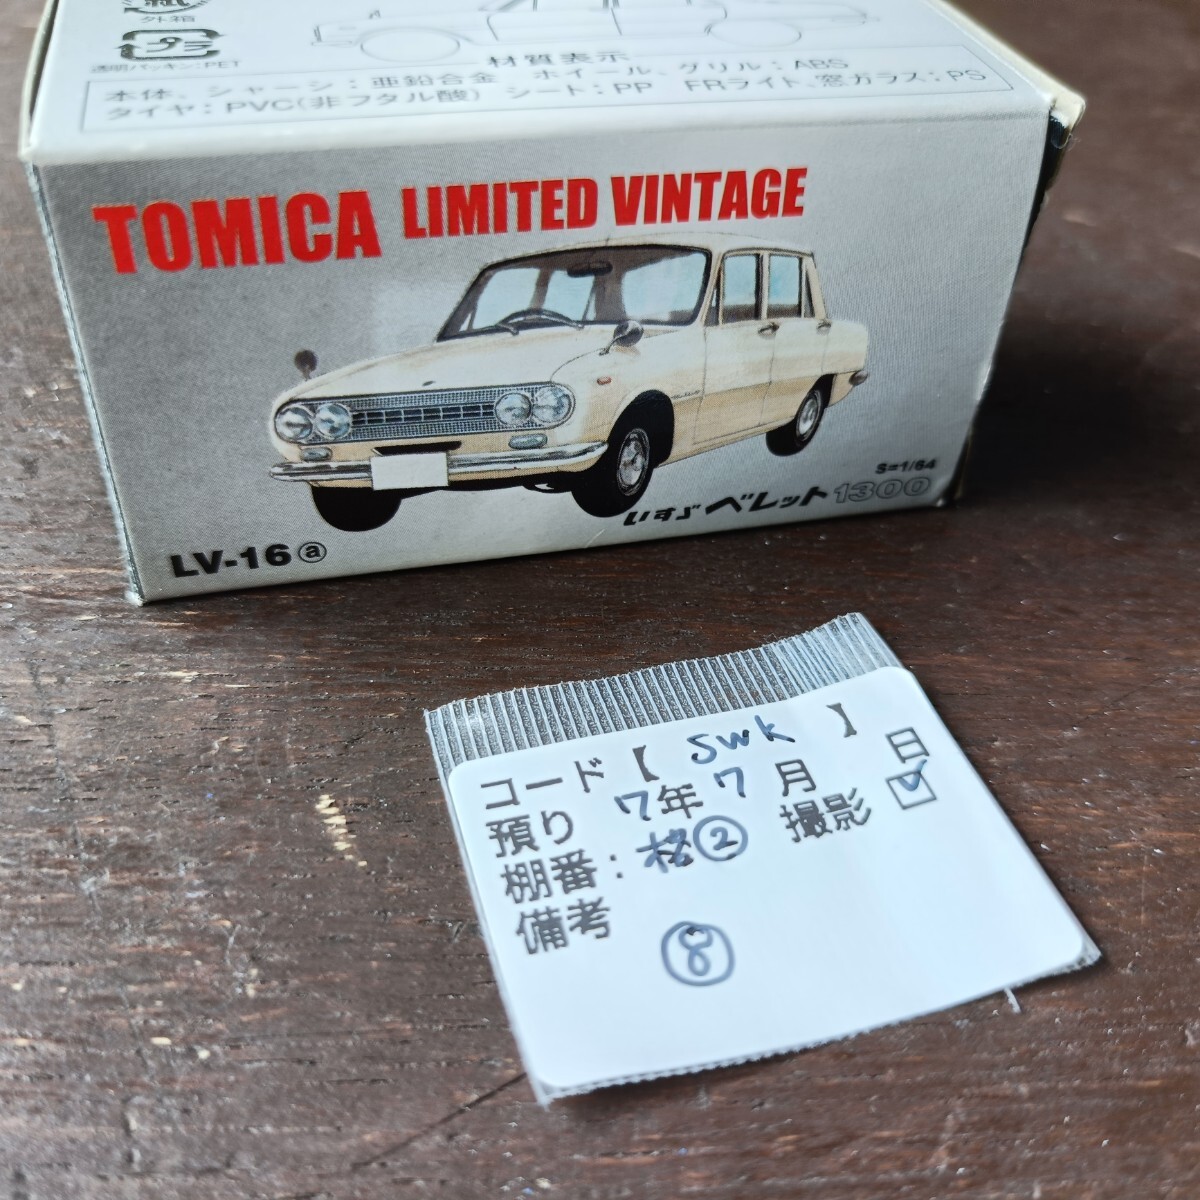 紙
外箱
プラ
透明パッキン:PET
材質表示
本体、シャーシ:亜鉛合金 ホイール、グリル:ABS
タイヤ:PVC(非フタル酸) シート:PP FRライト、窓ガラス:PS
TOMICA LIMITED VINTAGE
S=1/64
いすゞベレット1300
LV-16ⓐ
コード【 SWK 】
預り 7年7月 日
棚番: ② 撮影 ☑
備考
⑧